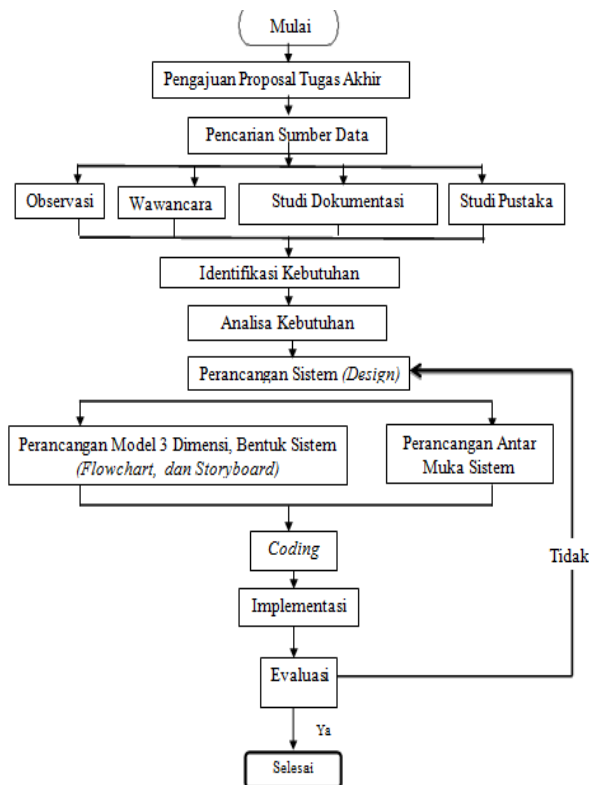 Mulai
Pengajuan Proposal Tugas Akhir
Pencarian Sumber Data
Observasi
Wawancara
Studi Dokumentasi
Studi Pustaka
Identifikasi Kebutuhan
Analisa Kebutuhan
Perancangan Sistem (Design)
Perancangan Model 3 Dimensi, Bentuk Sistem
(Flowchart, dan Storyboard)
Perancangan Antar
Muka Sistem
Coding
Tidak
Implementasi
Evaluasi
Ya
Selesai